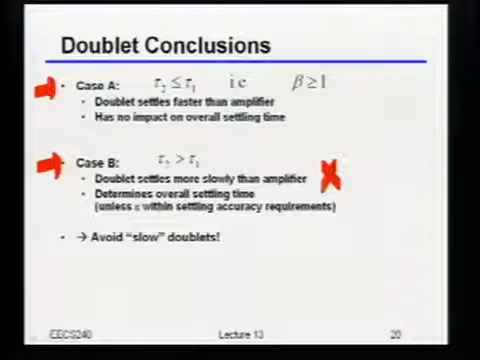 Doublet Conclusions
• Case A: τ₂ ≤ τ₁ i.e β ≥ 1
• Doublet settles faster than amplifier
• Has no impact on overall settling time
• Case B: τ₂ > τ₁
• Doublet settles more slowly than amplifier
• Determines overall settling time
(unless ε within settling accuracy requirements)
• → Avoid "slow" doublets!
EECS240 Lecture 13 20